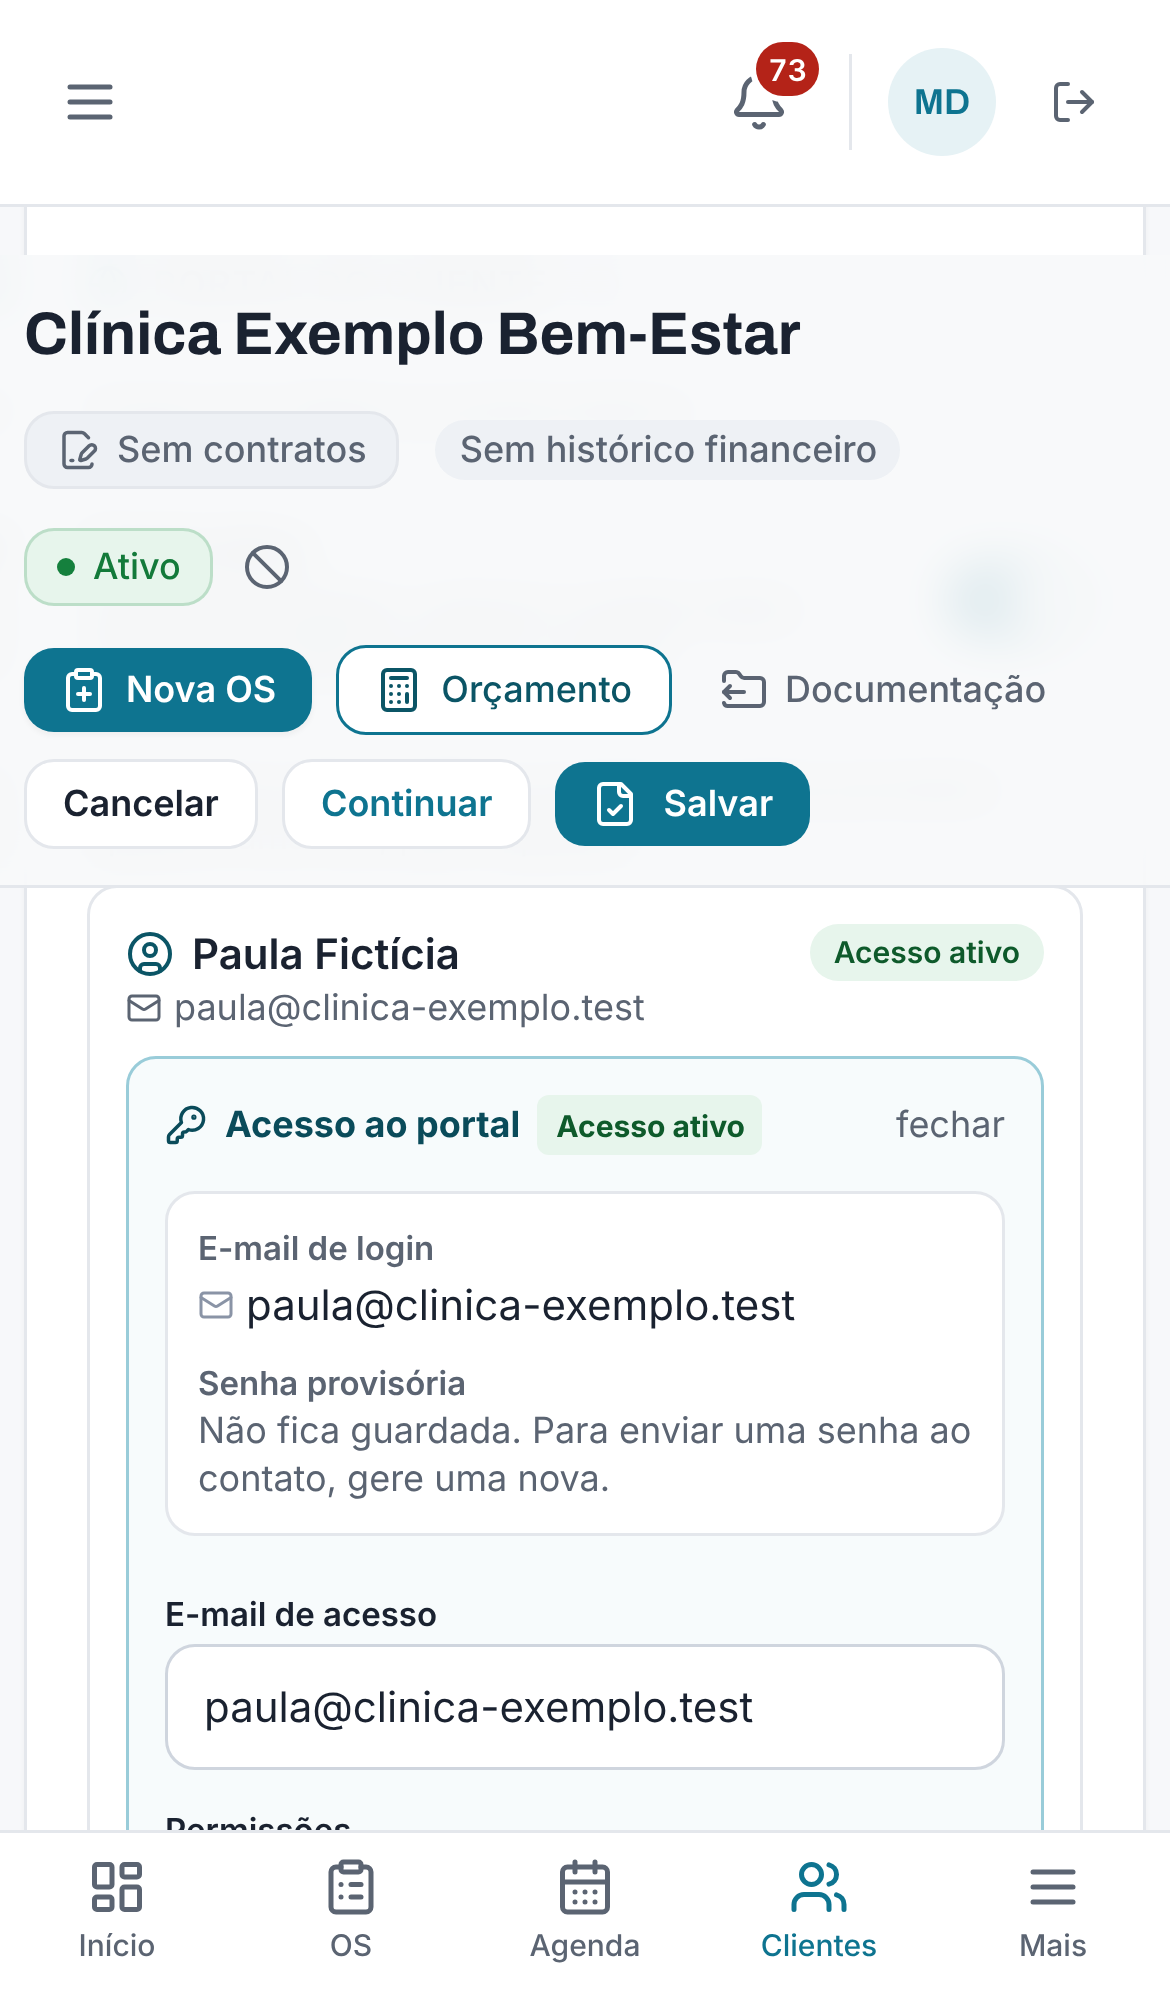 73
MD
Clínica Exemplo Bem-Estar
Sem contratos
Sem histórico financeiro
Ativo
Nova OS
Orçamento
Documentação
Cancelar
Continuar
Salvar
Paula Fictícia
Acesso ativo
paula@clinica-exemplo.test
Acesso ao portal
Acesso ativo
fechar
E-mail de login
paula@clinica-exemplo.test
Senha provisória
Não fica guardada. Para enviar uma senha ao
contato, gere uma nova.
E-mail de acesso
paula@clinica-exemplo.test
Permissões
Início
OS
Agenda
Clientes
Mais